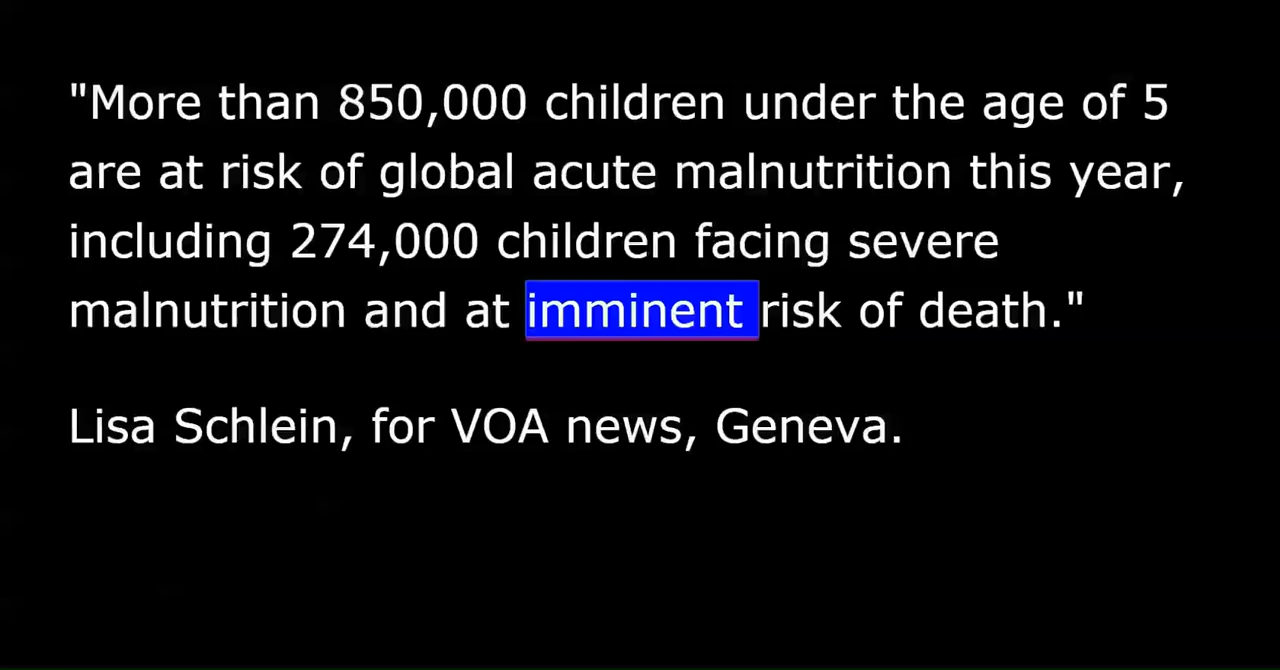 "More than 850,000 children under the age of 5
are at risk of global acute malnutrition this year,
including 274,000 children facing severe
malnutrition and at imminent risk of death."
Lisa Schlein, for VOA news, Geneva.